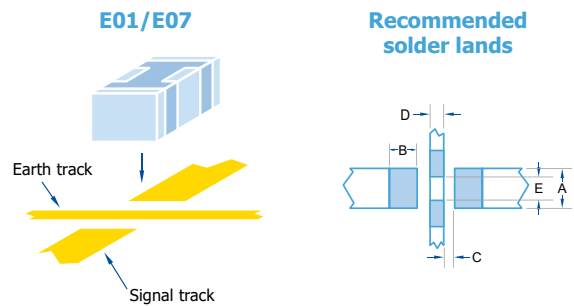 E01/E07
Recommended
solder lands
D
B
E
A
C
Earth track
Signal track